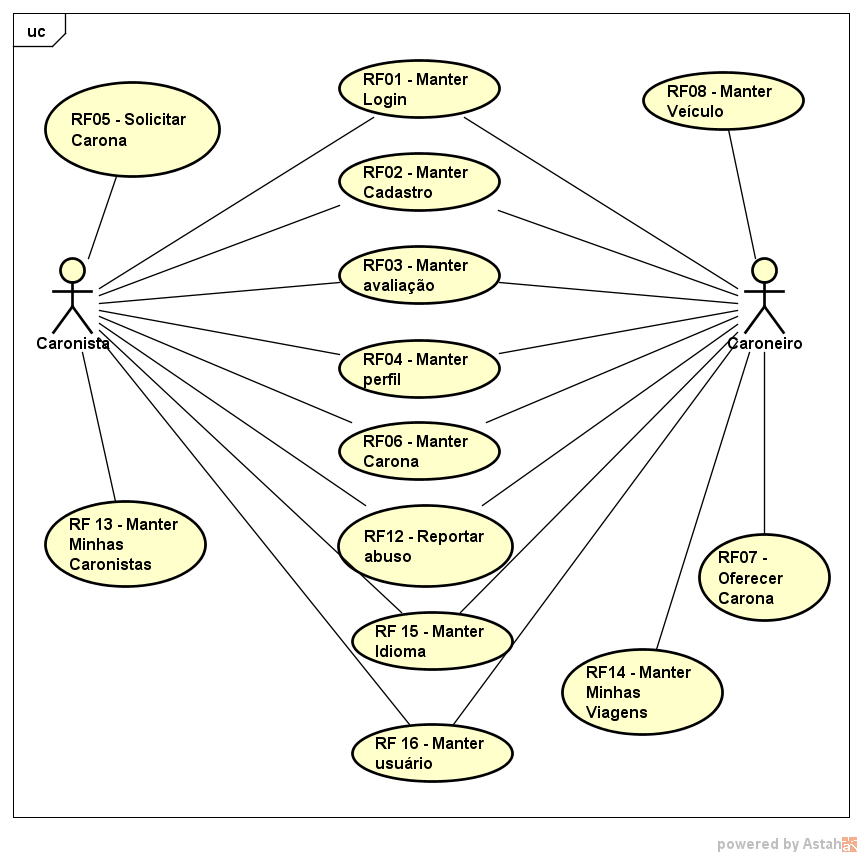 uc
RF01 - Manter
Login
RF05 - Solicitar
Carona
RF08 - Manter
Veículo
RF02 - Manter
Cadastro
RF03 - Manter
avaliação
Caronista
Caroneiro
RF04 - Manter
perfil
RF06 - Manter
Carona
RF 13 - Manter
Minhas
Caronistas
RF12 - Reportar
abuso
RF07 -
Oferecer
Carona
RF 15 - Manter
Idioma
RF14 - Manter
Minhas
Viagens
RF 16 - Manter
usuário
powered by Astah